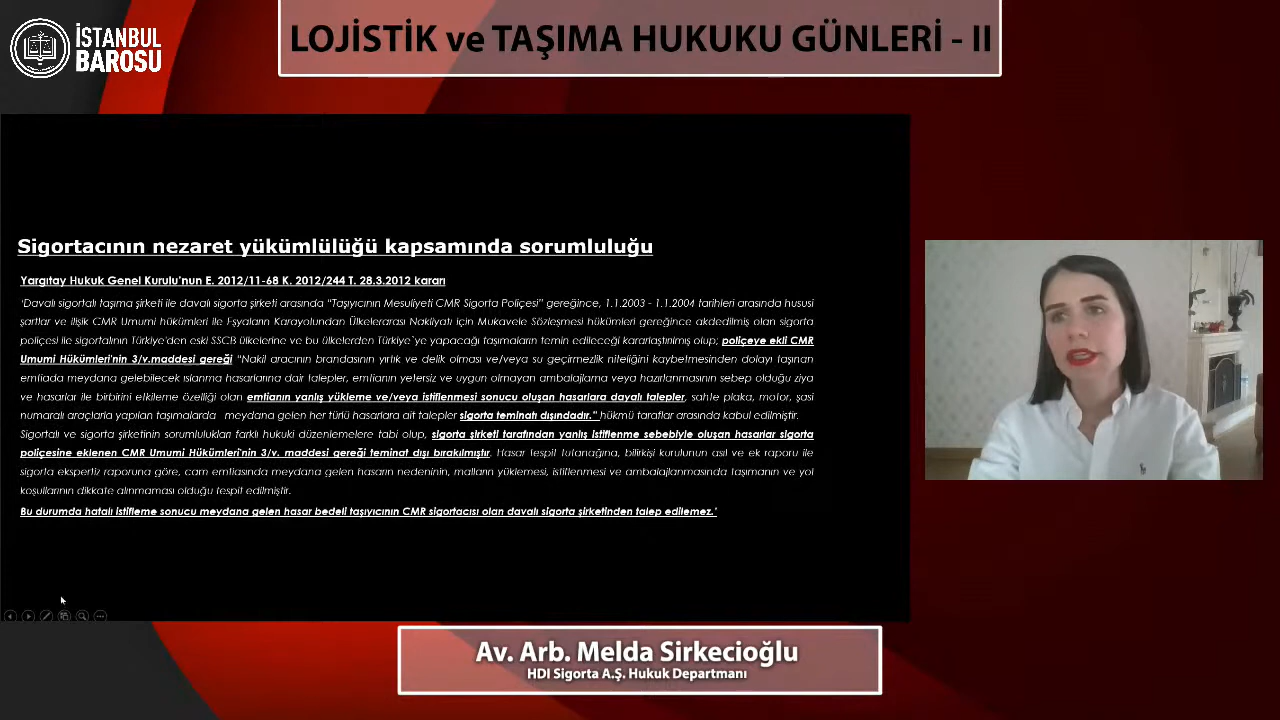 İSTANBUL
BAROSU
LOJİSTİK ve TAŞIMA HUKUKU GÜNLERİ - II
Sigortacının nezaret yükümlülüğü kapsamında sorumluluğu
Yargıtay Hukuk Genel Kurulu'nun E. 2012/11-68 K. 2012/244 T. 28.3.2012 kararı
'Davalı sigortalı taşıma şirketi ile davalı sigorta şirketi arasında "Taşıyıcının Mesuliyeti CMR Sigorta Poliçesi" gereğince, 1.1.2003 - 1.1.2004 tarihleri arasında hususi
şartlar ve ilişik CMR Umumi hükümleri ile Eşyaların Karayolundan Ülkelerarası Nakliyatı için Mukavele Sözleşmesi hükümleri gereğince akdedilmiş olan sigorta
poliçesi ile sigortalının Türkiye'den eski SSCB ülkelerine ve bu ülkelerden Türkiye`ye yapacağı taşımaların temin edileceği kararlaştırılmış olup; poliçeye ekli CMR
Umumi Hükümleri'nin 3/v.maddesi gereği "Nakil aracının brandasının yırtık ve delik olması ve/veya su geçirmezlik niteliğini kaybetmesinden dolayı taşınan
emtiada meydana gelebilecek ıslanma hasarlarına dair talepler, emtianın yetersiz ve uygun olmayan ambalajlama veya hazırlanmasının sebep olduğu ziya
ve hasarlar ile birbirini etkileme özelliği olan emtianın yanlış yükleme ve/veya istiflenmesi sonucu oluşan hasarlara dayalı talepler, sahte plaka, motor, şasi
numaralı araçlarla yapılan taşımalarda meydana gelen her türlü hasarlara ait talepler sigorta teminatı dışındadır." hükmü taraflar arasında kabul edilmiştir.
Sigortalı ve sigorta şirketinin sorumlulukları farklı hukuki düzenlemelere tabi olup, sigorta şirketi tarafından yanlış istiflenme sebebiyle oluşan hasarlar sigorta
poliçesine eklenen CMR Umumi Hükümleri'nin 3/v. maddesi gereği teminat dışı bırakılmıştır. Hasar tespit tutanağına, bilirkişi kurulunun asıl ve ek raporu ile
sigorta ekspertiz raporuna göre, cam emtiasında meydana gelen hasarın nedeninin, malların yüklemesi, istiflenmesi ve ambalajlanmasında taşımanın ve yol
koşullarının dikkate alınmaması olduğu tespit edilmiştir.
Bu durumda hatalı istifleme sonucu meydana gelen hasar bedeli taşıyıcının CMR sigortacısı olan davalı sigorta şirketinden talep edilemez.'
Av. Arb. Melda Sirkecioğlu
HDI Sigorta A.Ş. Hukuk Departmanı